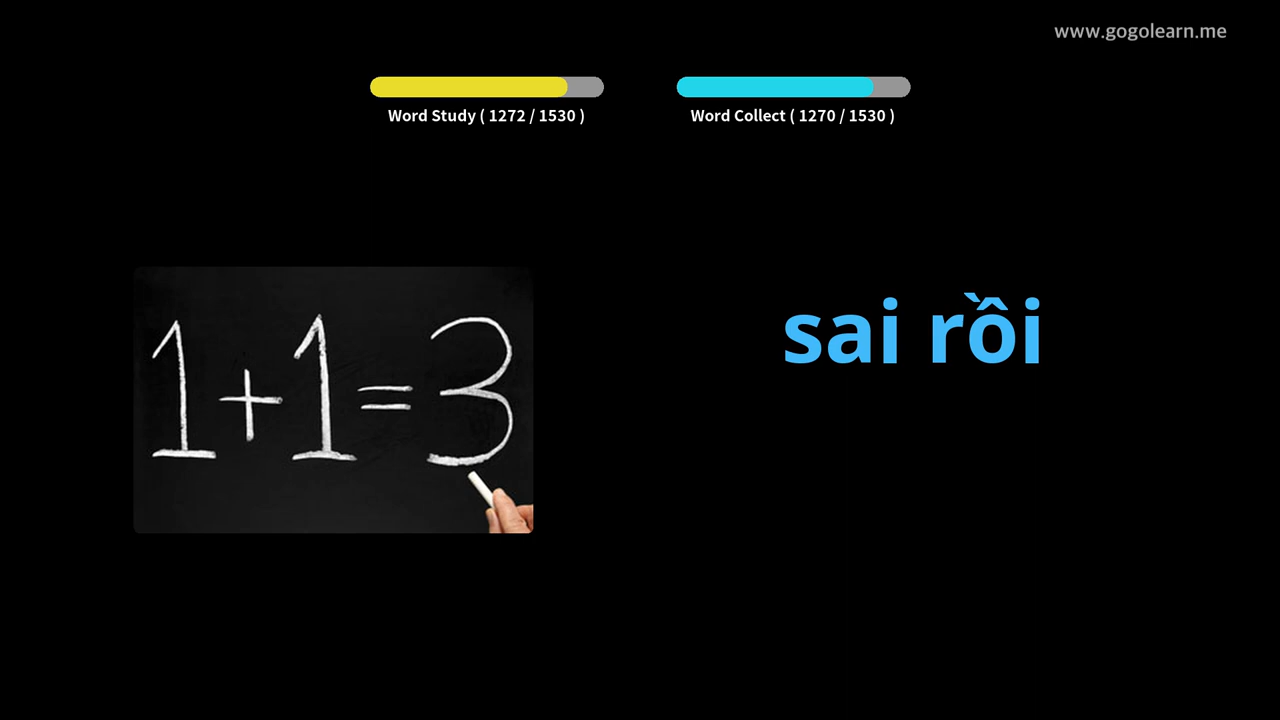 www.gogolearn.me
Word Study ( 1272 / 1530 )
Word Collect ( 1270 / 1530 )
1+1=3
sai rồi